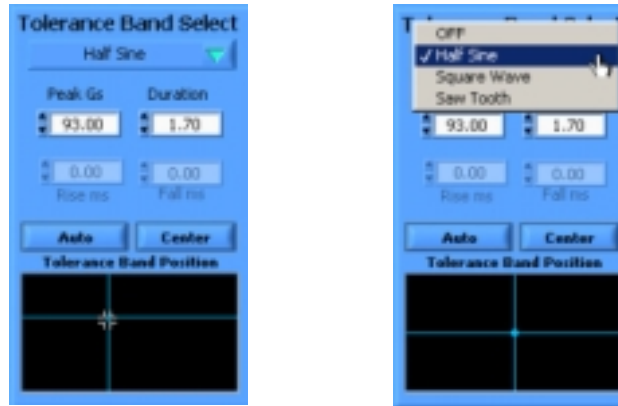 Tolerance Band Select
Half Sine
Peak Gs Duration
93.00 1.70
0.00 0.00
Rise ms Fall ms
Auto Center
Tolerance Band Position
OFF
✓ Half Sine
Square Wave
Saw Tooth
93.00 1.70
0.00 0.00
Rise ms Fall ms
Auto Center
Tolerance Band Position